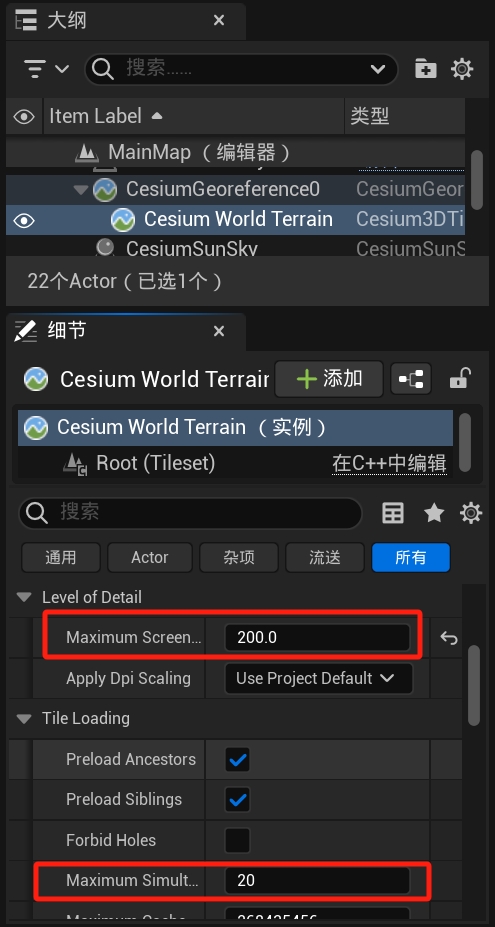 大纲
搜索......
Item Label 类型
MainMap （编辑器）
CesiumGeoreference0 CesiumGeor
Cesium World Terrain Cesium3DTi
CesiumSunSky CesiumSunS
22个Actor（已选1个）
细节
Cesium World Terrain 添加
Cesium World Terrain （实例）
Root (Tileset) 在C++中编辑
搜索
通用 Actor 杂项 流送 所有
Level of Detail
Maximum Screen... 200.0
Apply Dpi Scaling Use Project Default
Tile Loading
Preload Ancestors
Preload Siblings
Forbid Holes
Maximum Simult... 20
Maximum Cache 268435456